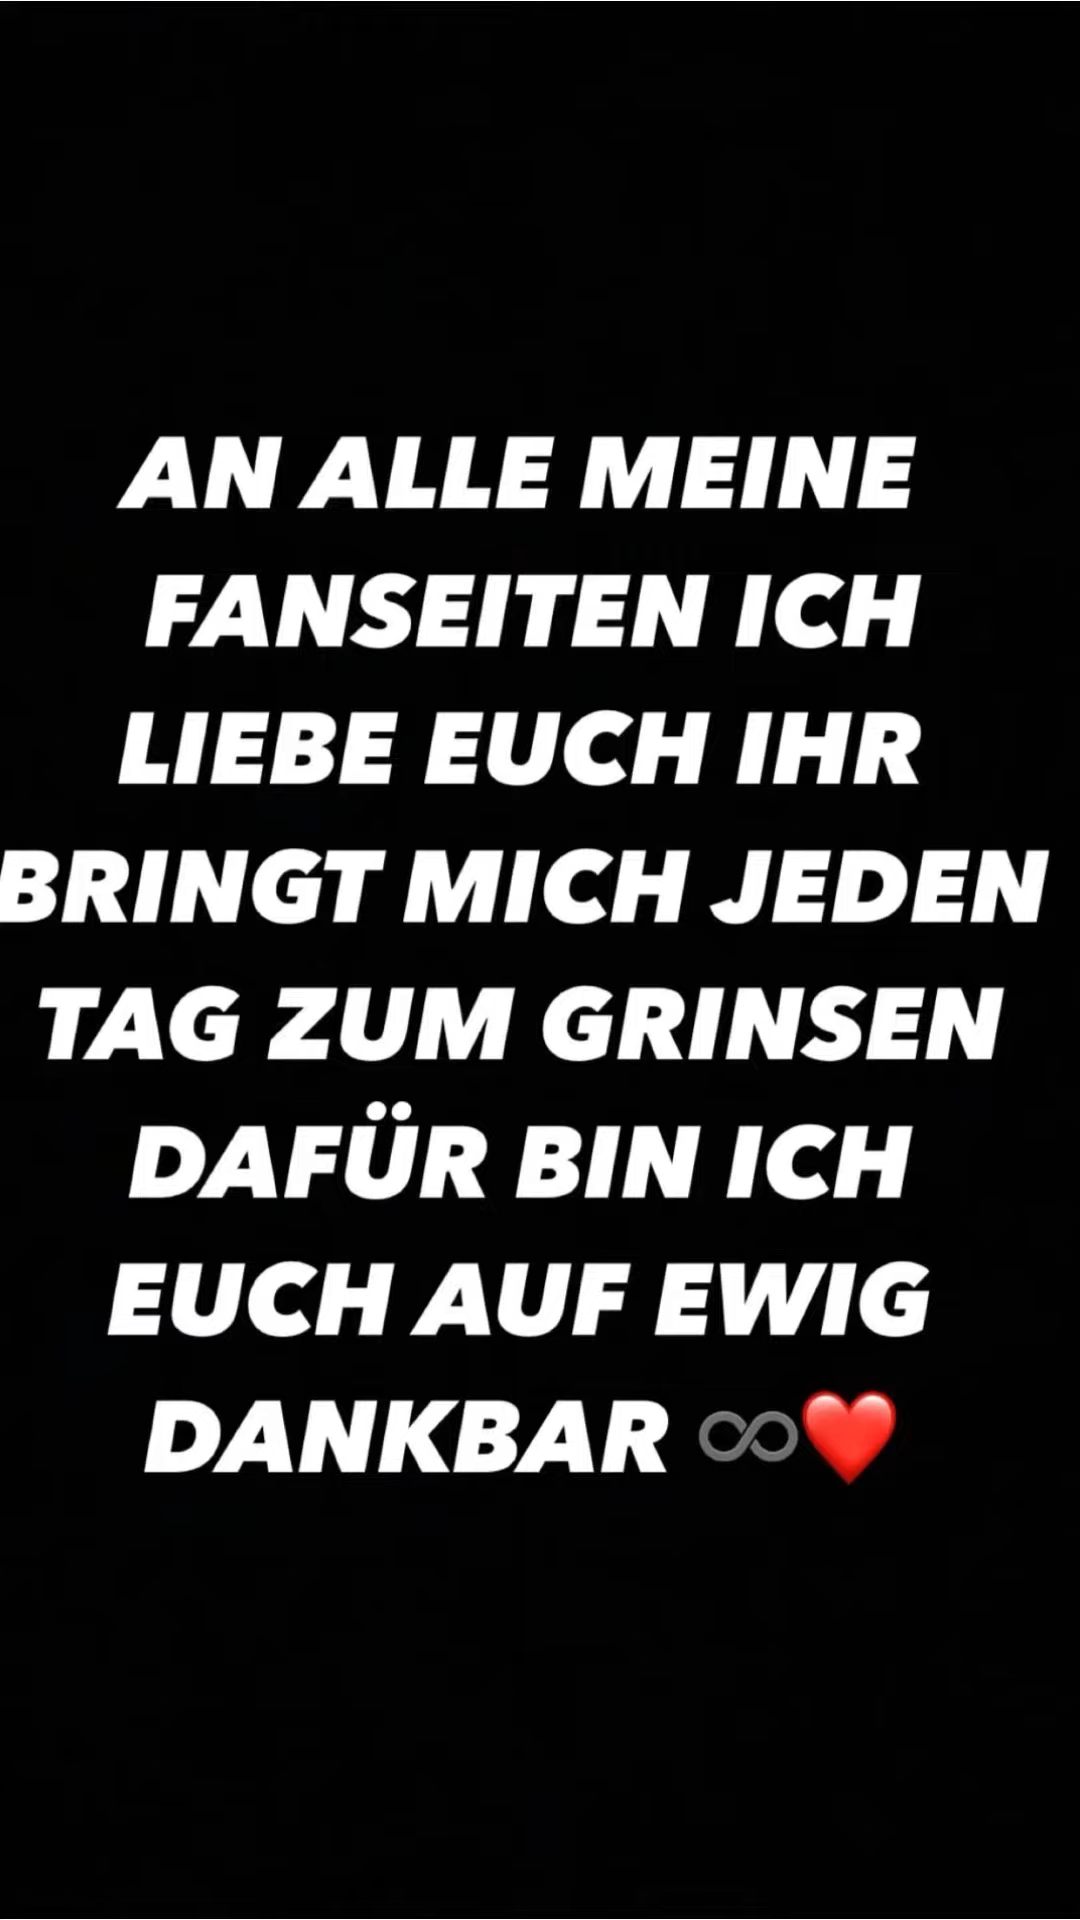 AN ALLE MEINE
FANSEITEN ICH
LIEBE EUCH IHR
BRINGT MICH JEDEN
TAG ZUM GRINSEN
DAFÜR BIN ICH
EUCH AUF EWIG
DANKBAR ∞❤️